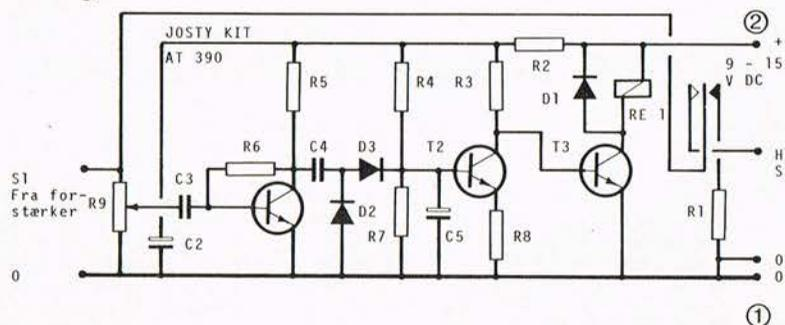 ②
JOSTY KIT
AT 390
+
9 - 15
V DC
R2
R5
R4
R3
D1
RE 1
R6
C4
D3
T2
T3
H
S
S1
Fra for-
stærker
R9
C3
D2
R7
C5
R8
R1
C2
0
0
0
①